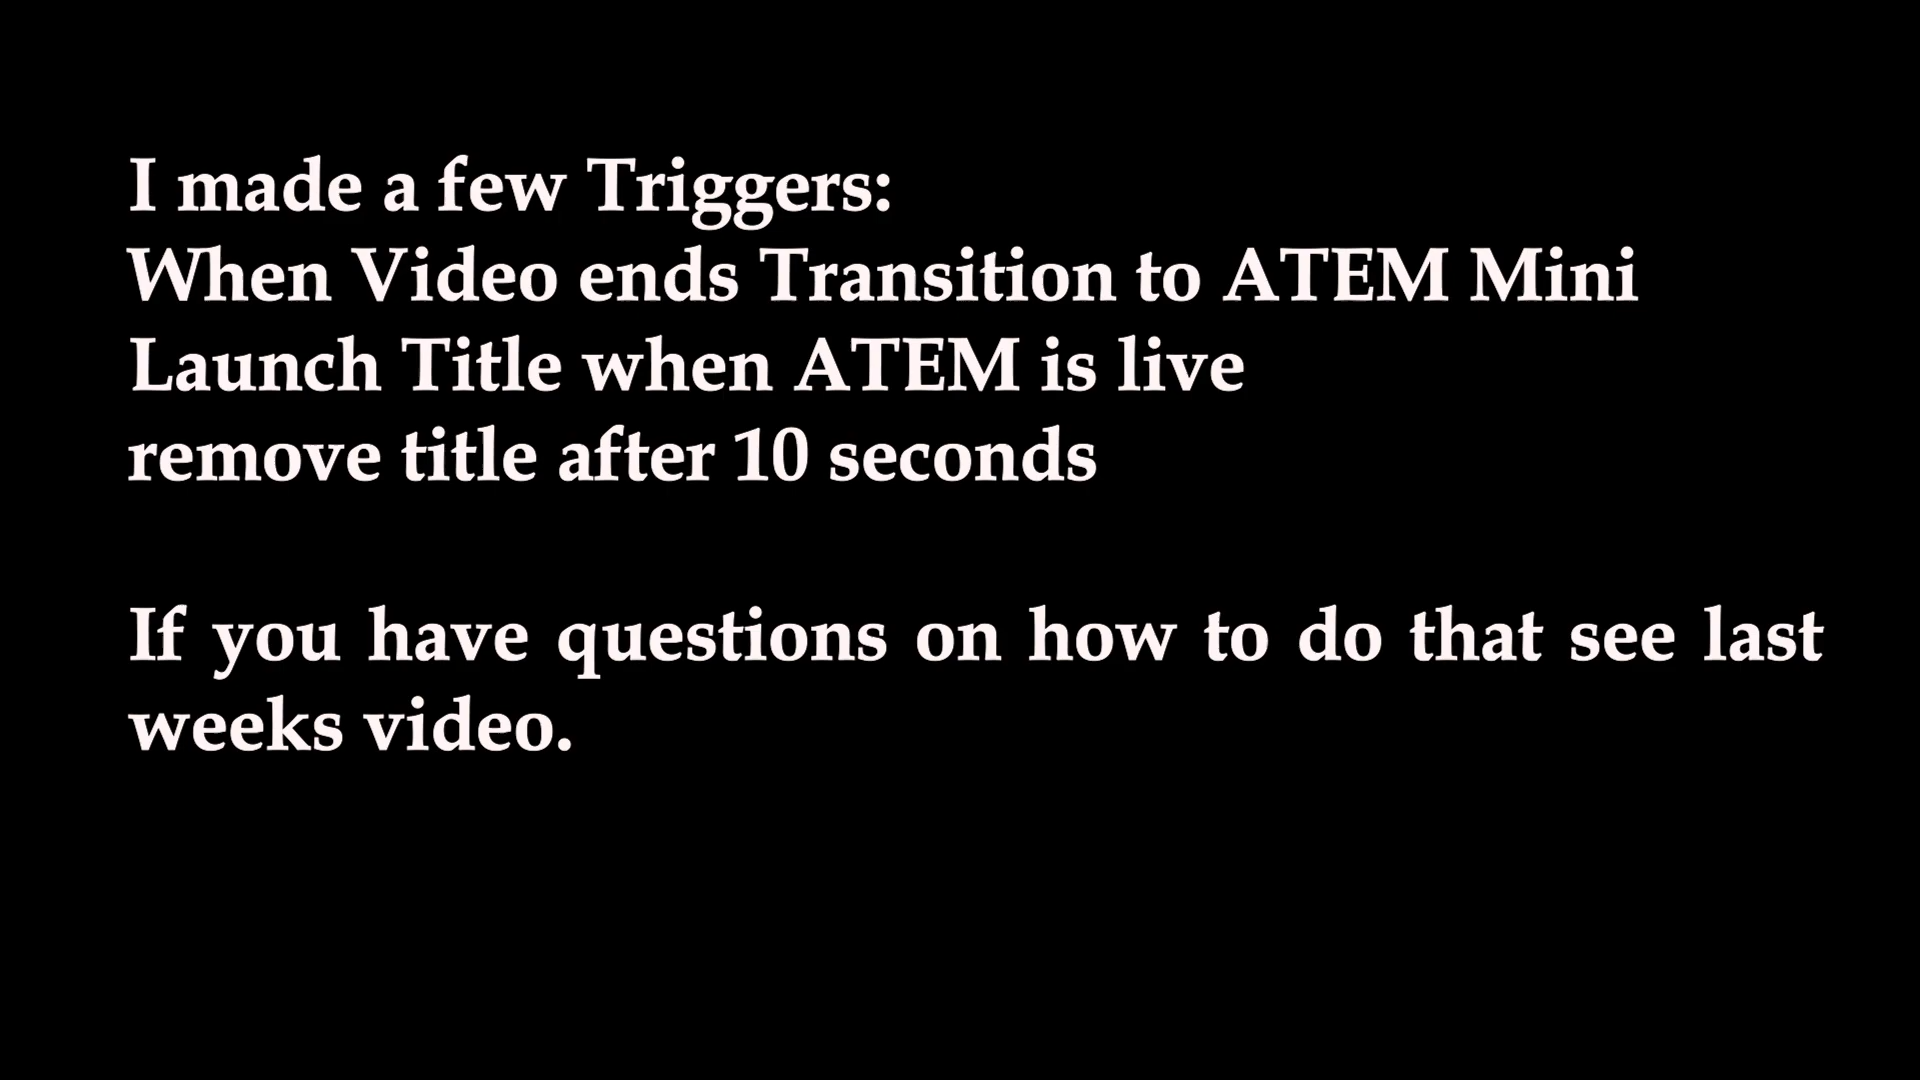 I made a few Triggers:
When Video ends Transition to ATEM Mini
Launch Title when ATEM is live
remove title after 10 seconds
If you have questions on how to do that see last
weeks video.